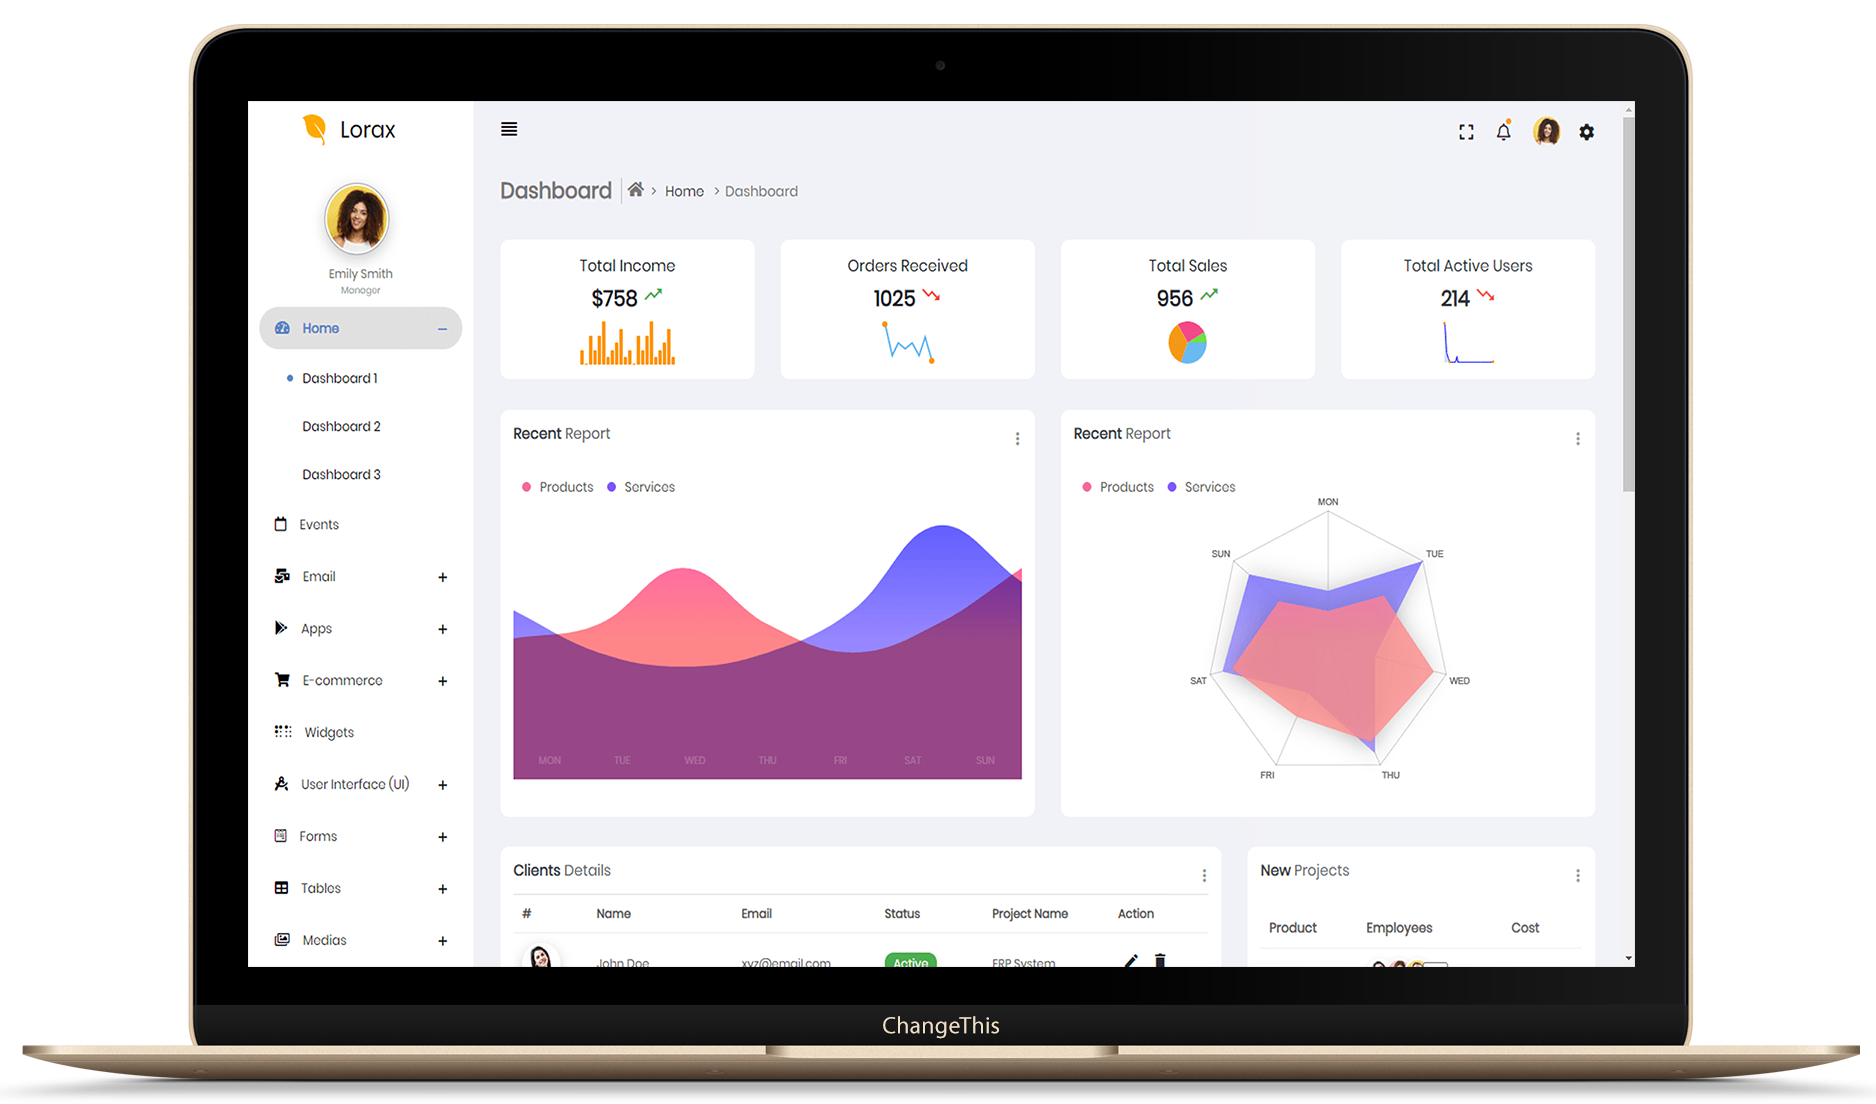 Lorax
Emily Smith
Manager
Home
Dashboard 1
Dashboard 2
Dashboard 3
Events
Email
Apps
E-commerce
Widgets
User Interface (UI)
Forms
Tables
Medias
Dashboard > Home > Dashboard
Total Income
$758
Orders Received
1025
Total Sales
956
Total Active Users
214
Recent Report
Products Services
MON TUE WED THU FRI SAT SUN
Recent Report
Products Services
MON
TUE
WED
THU
FRI
SAT
SUN
Clients Details
# Name Email Status Project Name Action
John Doe xyz@email.com Active ERP System
New Projects
Product Employees Cost
ChangeThis